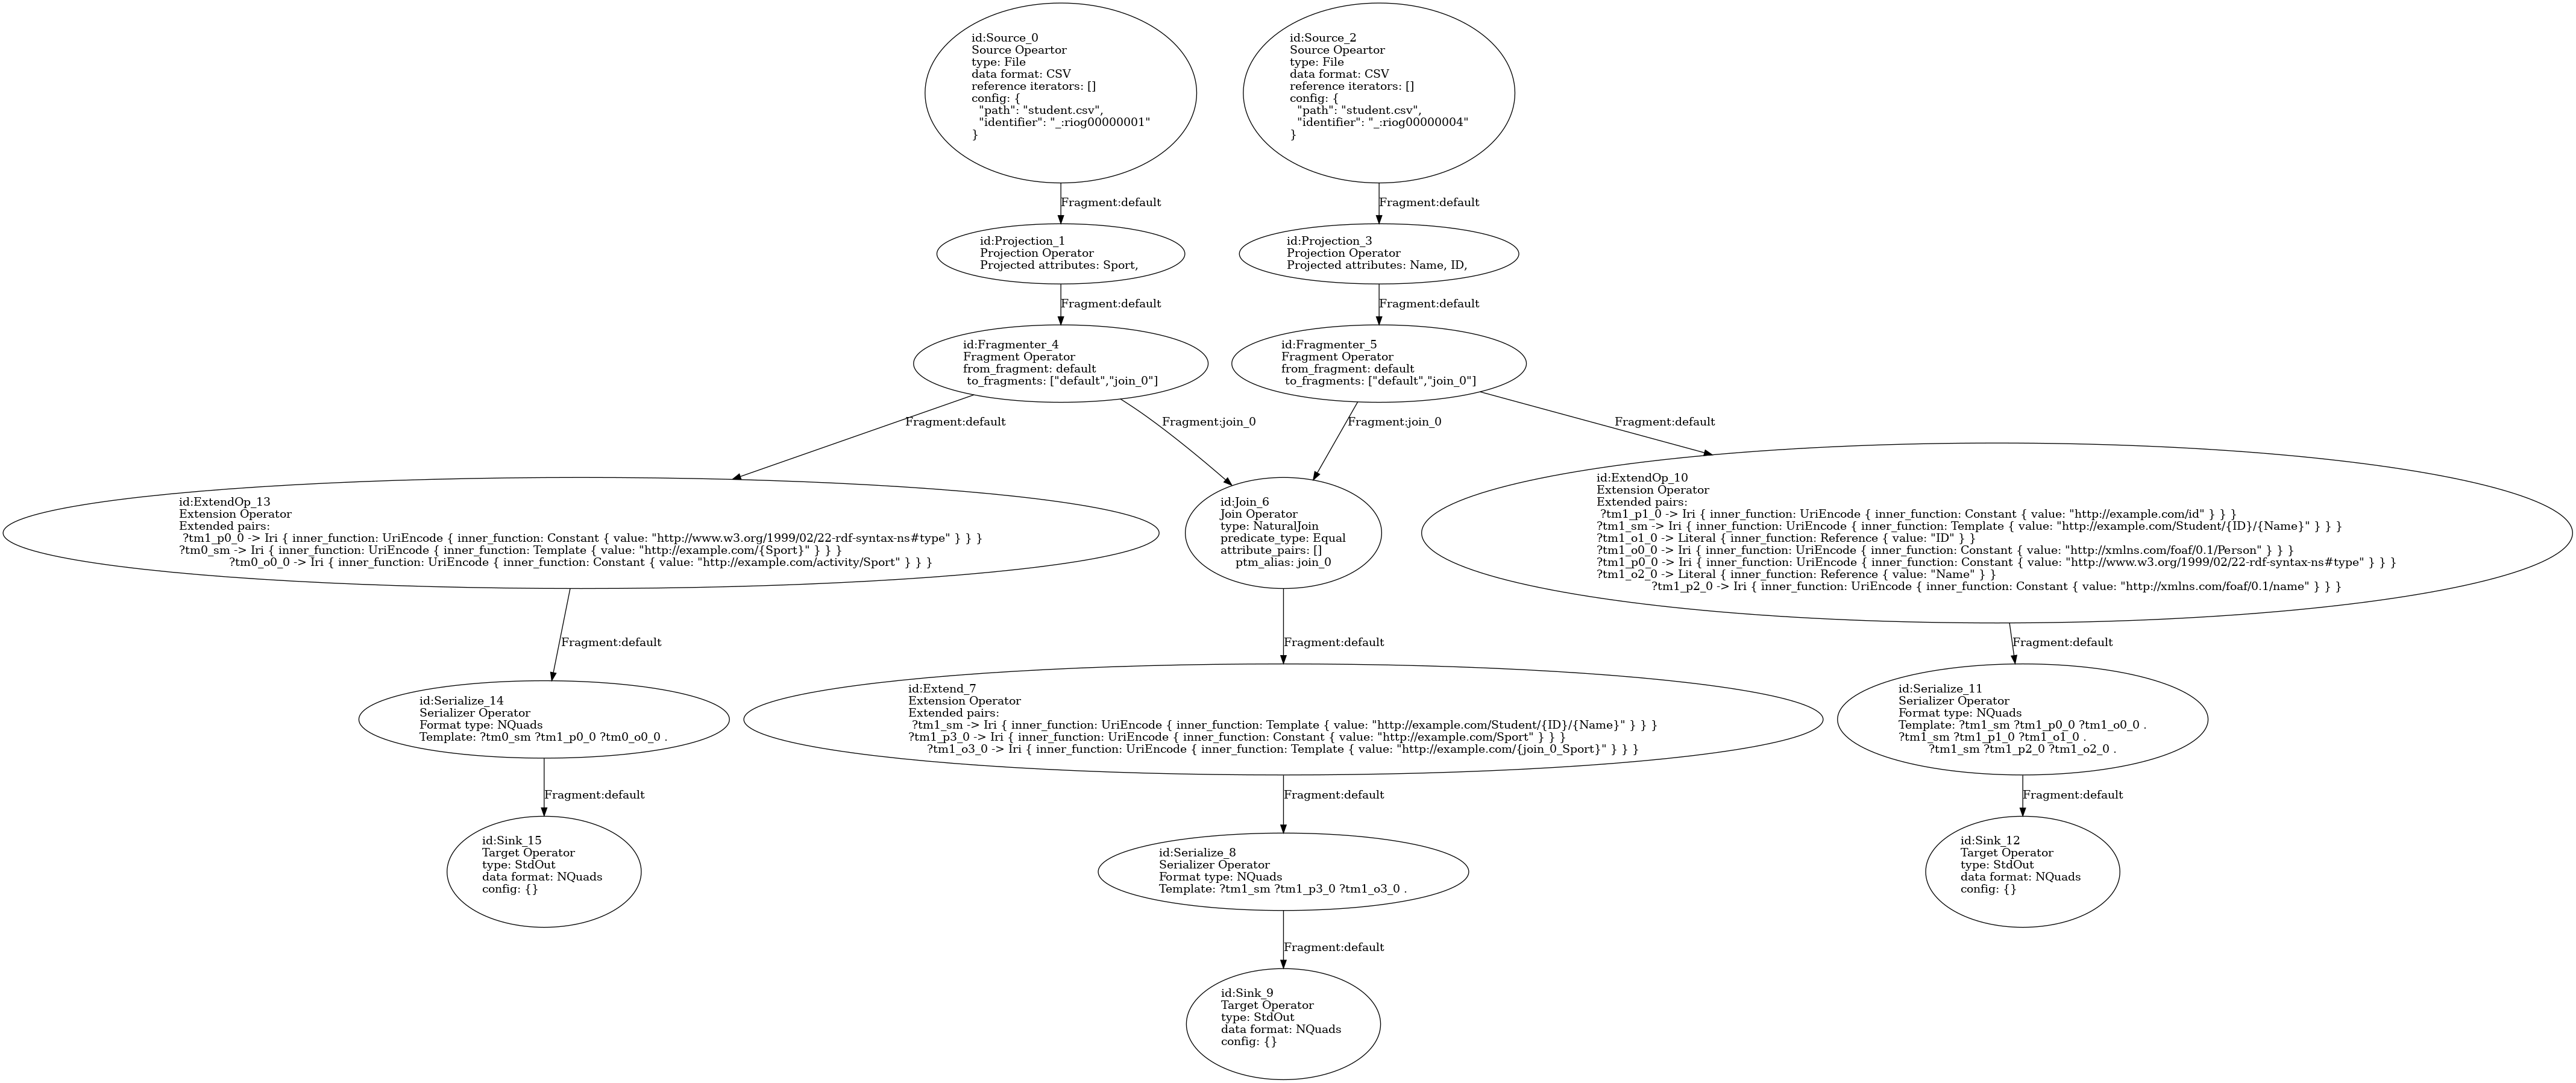 id:Source_0
Source Opeartor
type: File
data format: CSV
reference iterators: []
config: {
"path": "student.csv",
"identifier": "_:riog00000001"
}
id:Source_2
Source Opeartor
type: File
data format: CSV
reference iterators: []
config: {
"path": "student.csv",
"identifier": "_:riog00000004"
}
Fragment:default
Fragment:default
id:Projection_1
Projection Operator
Projected attributes: Sport,
id:Projection_3
Projection Operator
Projected attributes: Name, ID,
Fragment:default
Fragment:default
id:Fragmenter_4
Fragment Operator
from_fragment: default
to_fragments: ["default","join_0"]
id:Fragmenter_5
Fragment Operator
from_fragment: default
to_fragments: ["default","join_0"]
Fragment:default
Fragment:join_0
Fragment:join_0
Fragment:default
id:ExtendOp_13
Extension Operator
Extended pairs:
?tm1_p0_0 -> Iri { inner_function: UriEncode { inner_function: Constant { value: "http://www.w3.org/1999/02/22-rdf-syntax-ns#type" } } }
?tm0_sm -> Iri { inner_function: UriEncode { inner_function: Template { value: "http://example.com/{Sport}" } } }
?tm0_o0_0 -> Iri { inner_function: UriEncode { inner_function: Constant { value: "http://example.com/activity/Sport" } } }
id:Join_6
Join Operator
type: NaturalJoin
predicate_type: Equal
attribute_pairs: []
ptm_alias: join_0
id:ExtendOp_10
Extension Operator
Extended pairs:
?tm1_p1_0 -> Iri { inner_function: UriEncode { inner_function: Constant { value: "http://example.com/id" } } }
?tm1_sm -> Iri { inner_function: UriEncode { inner_function: Template { value: "http://example.com/Student/{ID}/{Name}" } } }
?tm1_o1_0 -> Literal { inner_function: Reference { value: "ID" } }
?tm1_o0_0 -> Iri { inner_function: UriEncode { inner_function: Constant { value: "http://xmlns.com/foaf/0.1/Person" } } }
?tm1_p0_0 -> Iri { inner_function: UriEncode { inner_function: Constant { value: "http://www.w3.org/1999/02/22-rdf-syntax-ns#type" } } }
?tm1_o2_0 -> Literal { inner_function: Reference { value: "Name" } }
?tm1_p2_0 -> Iri { inner_function: UriEncode { inner_function: Constant { value: "http://xmlns.com/foaf/0.1/name" } } }
Fragment:default
Fragment:default
Fragment:default
id:Serialize_14
Serializer Operator
Format type: NQuads
Template: ?tm0_sm ?tm1_p0_0 ?tm0_o0_0 .
id:Extend_7
Extension Operator
Extended pairs:
?tm1_sm -> Iri { inner_function: UriEncode { inner_function: Template { value: "http://example.com/Student/{ID}/{Name}" } } }
?tm1_p3_0 -> Iri { inner_function: UriEncode { inner_function: Constant { value: "http://example.com/Sport" } } }
?tm1_o3_0 -> Iri { inner_function: UriEncode { inner_function: Template { value: "http://example.com/{join_0_Sport}" } } }
id:Serialize_11
Serializer Operator
Format type: NQuads
Template: ?tm1_sm ?tm1_p0_0 ?tm1_o0_0 .
?tm1_sm ?tm1_p1_0 ?tm1_o1_0 .
?tm1_sm ?tm1_p2_0 ?tm1_o2_0 .
Fragment:default
Fragment:default
Fragment:default
id:Sink_15
Target Operator
type: StdOut
data format: NQuads
config: {}
id:Serialize_8
Serializer Operator
Format type: NQuads
Template: ?tm1_sm ?tm1_p3_0 ?tm1_o3_0 .
id:Sink_12
Target Operator
type: StdOut
data format: NQuads
config: {}
Fragment:default
id:Sink_9
Target Operator
type: StdOut
data format: NQuads
config: {}